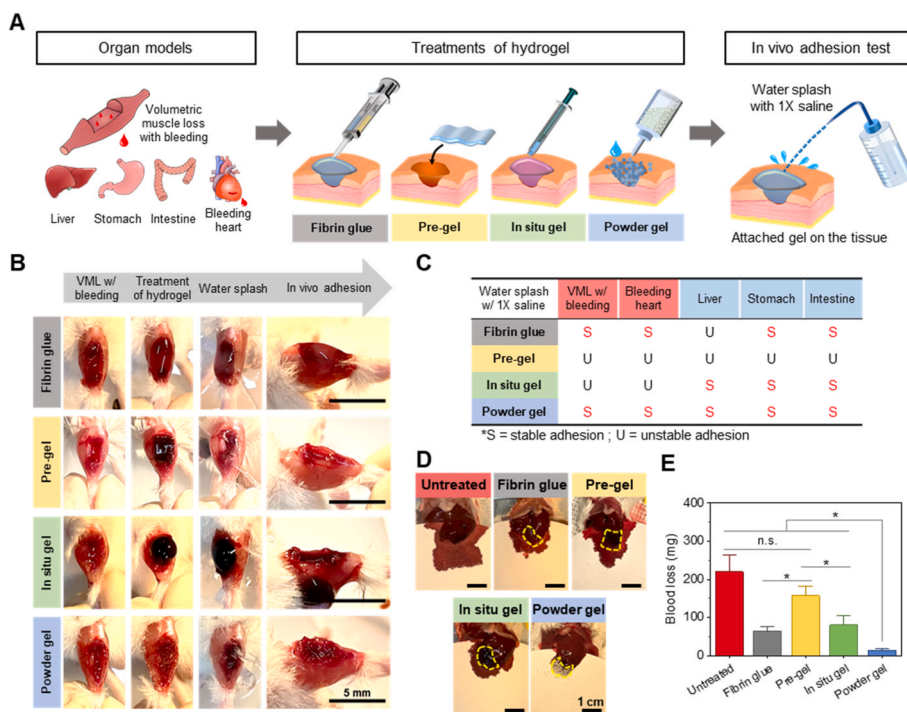 A
Organ models
Treatments of hydrogel
In vivo adhesion test
Volumetric
muscle loss
with bleeding
Liver
Stomach
Intestine
Bleeding
heart
Fibrin glue
Pre-gel
In situ gel
Powder gel
Water splash
with 1X saline
Attached gel on the tissue
B
VML w/
bleeding
Treatment
of hydrogel
Water splash
In vivo adhesion
Fibrin glue
Pre-gel
In situ gel
Powder gel
5 mm
C
Water splash
w/ 1X saline
VML w/
bleeding
Bleeding
heart
Liver
Stomach
Intestine
Fibrin glue S S U S S
Pre-gel U U U U U
In situ gel U U S S S
Powder gel S S S S S
*S = stable adhesion ; U = unstable adhesion
D
Untreated
Fibrin glue
Pre-gel
In situ gel
Powder gel
1 cm
E
Blood loss (mg)
400
300
200
100
0
n.s.
*
*
*
Untreated
Fibrin glue
Pre-gel
In situ gel
Powder gel